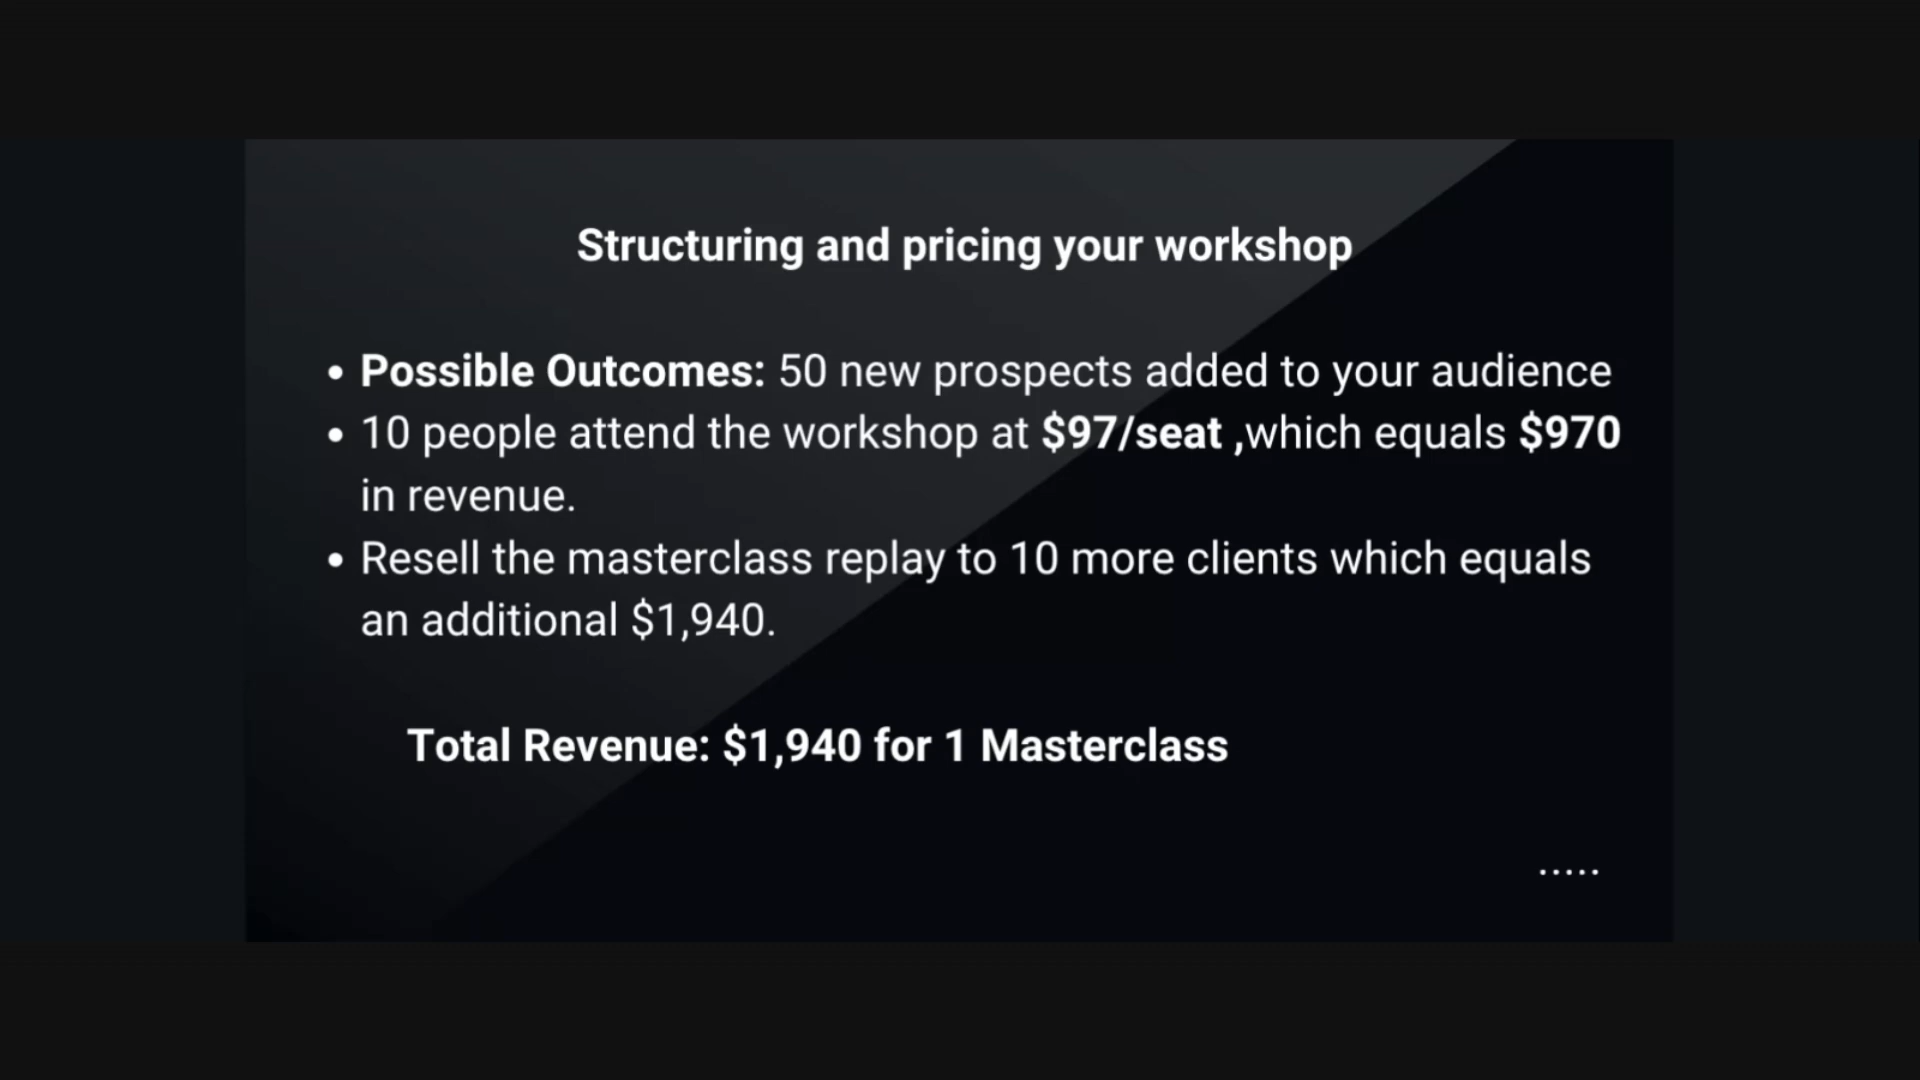 Structuring and pricing your workshop
• Possible Outcomes: 50 new prospects added to your audience
• 10 people attend the workshop at $97/seat ,which equals $970
in revenue.
• Resell the masterclass replay to 10 more clients which equals
an additional $1,940.
Total Revenue: $1,940 for 1 Masterclass
.....